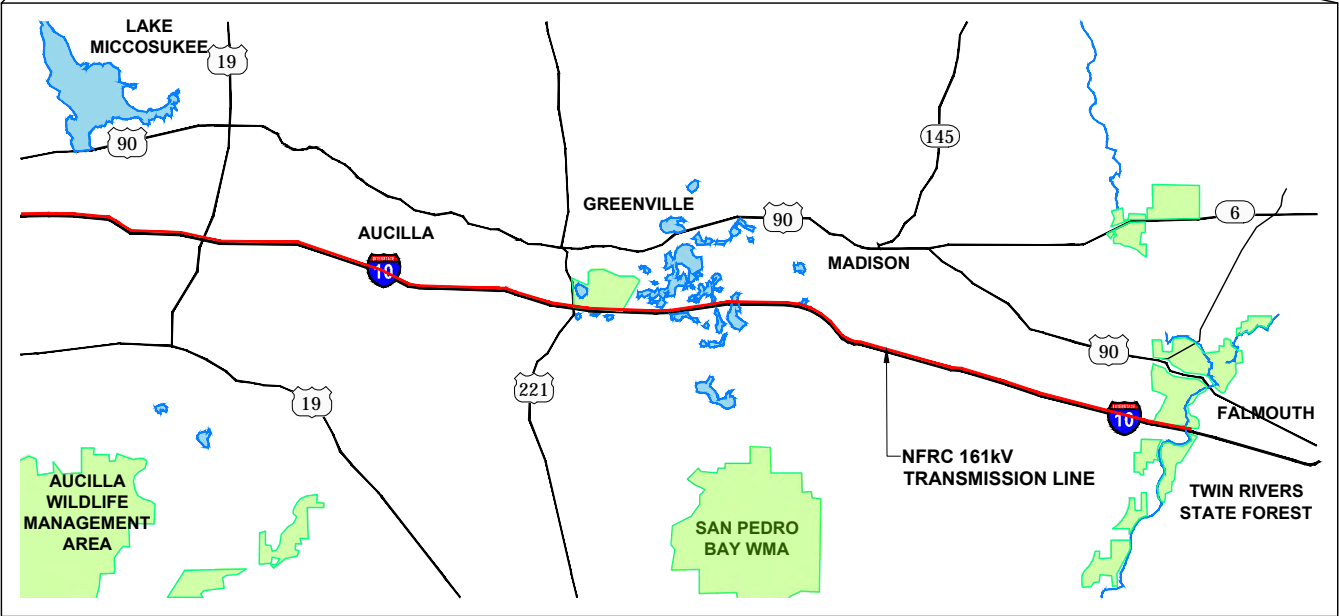 LAKE
MICCOSUKEE
19
90
145
GREENVILLE
6
90
AUCILLA
MADISON
10
90
221
19
10
FALMOUTH
NFRC 161kV
TRANSMISSION LINE
AUCILLA
WILDLIFE
MANAGEMENT
AREA
TWIN RIVERS
STATE FOREST
SAN PEDRO
BAY WMA